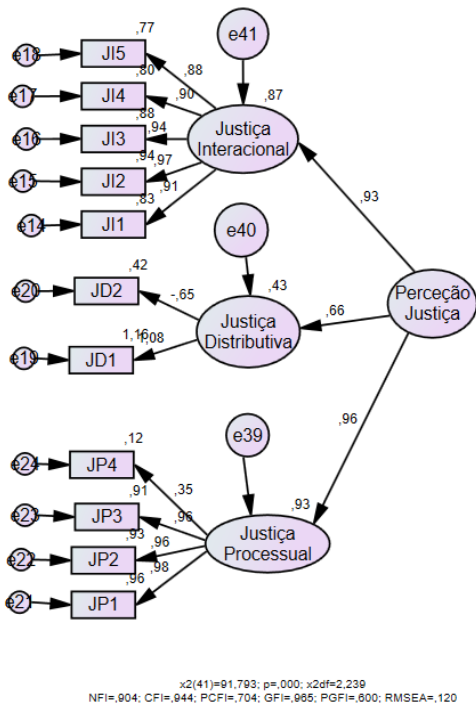 ,77
e18 JI5
,88
,80
e17 JI4
,90
,88
e16 JI3
,94
,94
e15 JI2
,97
,83
e14 JI1
,91
e41
,87
Justiça
Interacional
,93
,42
e20 JD2
-,65
1,16
e19 JD1
1,08
e40
,43
Justiça
Distributiva
,66
Perceção
Justiça
,96
,12
e24 JP4
,35
,91
e23 JP3
,96
,93
e22 JP2
,96
,96
e21 JP1
,98
e39
,93
Justiça
Processual
x2(41)=91,793; p=,000; x2df=2,239
NFI=,904; CFI=,944; PCFI=,704; GFI=,965; PGFI=,600; RMSEA=,120